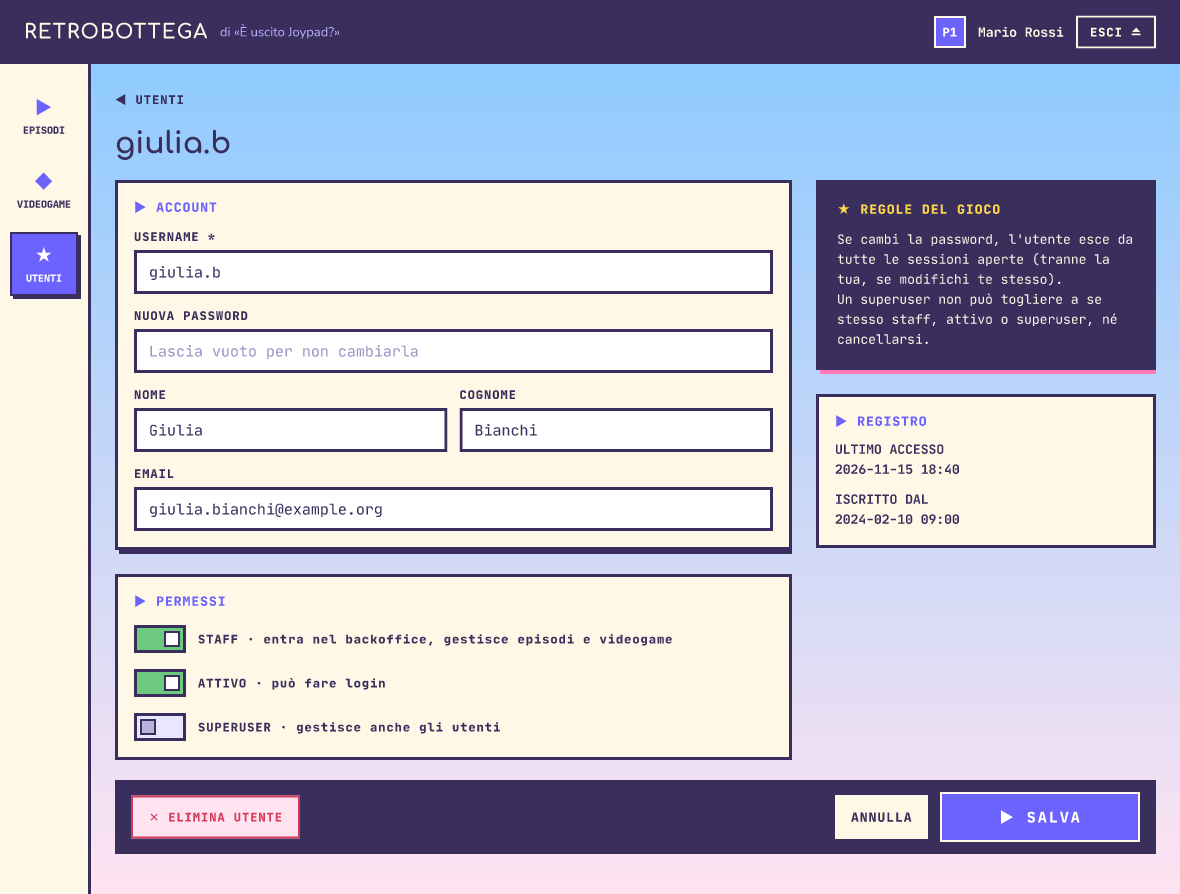 RETROBOTTEGA di «È uscito Joypad?»
P1 Mario Rossi ESCI ⏏
EPISODI
VIDEOGAME
UTENTI
◀ UTENTI
giulia.b
▶ ACCOUNT
USERNAME *
giulia.b
NUOVA PASSWORD
Lascia vuoto per non cambiarla
NOME
Giulia
COGNOME
Bianchi
EMAIL
giulia.bianchi@example.org
▶ PERMESSI
STAFF · entra nel backoffice, gestisce episodi e videogame
ATTIVO · può fare login
SUPERUSER · gestisce anche gli utenti
★ REGOLE DEL GIOCO
Se cambi la password, l'utente esce da
tutte le sessioni aperte (tranne la
tua, se modifichi te stesso).
Un superuser non può togliere a se
stesso staff, attivo o superuser, né
cancellarsi.
▶ REGISTRO
ULTIMO ACCESSO
2026-11-15 18:40
ISCRITTO DAL
2024-02-10 09:00
✕ ELIMINA UTENTE
ANNULLA
▶ SALVA